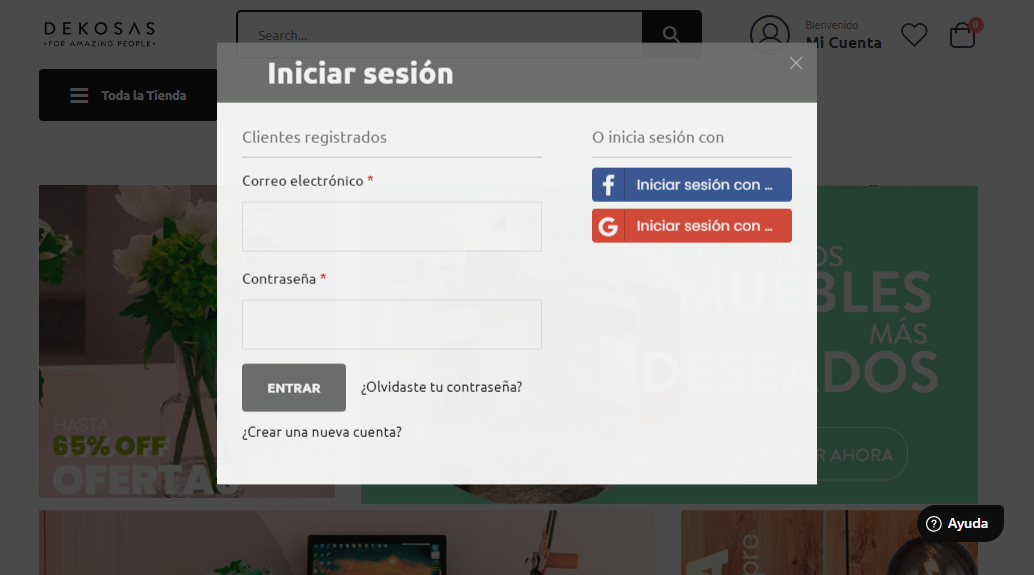 DEKOSAS
•FOR AMAZING PEOPLE•
Search...
Bienvenido
Mi Cuenta
0
Toda la Tienda
Iniciar sesión
Clientes registrados
O inicia sesión con
Correo electrónico *
Iniciar sesión con ...
Iniciar sesión con ...
Contraseña *
ENTRAR
¿Olvidaste tu contraseña?
¿Crear una nueva cuenta?
MUEBLES
MÁS
DESEADOS
AHORA
HASTA
65% OFF
OFERTAS
Ayuda